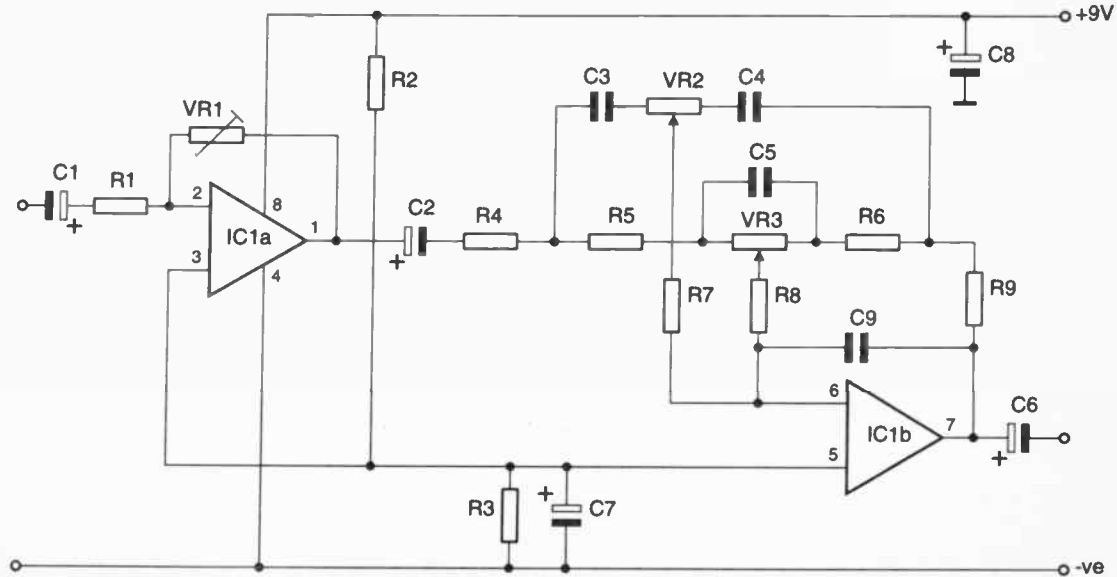 +9V
+
C8
R2
C3
VR2
C4
VR1
C1
R1
+
2
8
IC1a
1
3
4
C2
+
R4
R5
C5
VR3
R6
R7
R8
R9
C9
6
IC1b
7
5
C6
+
R3
+
C7
-ve